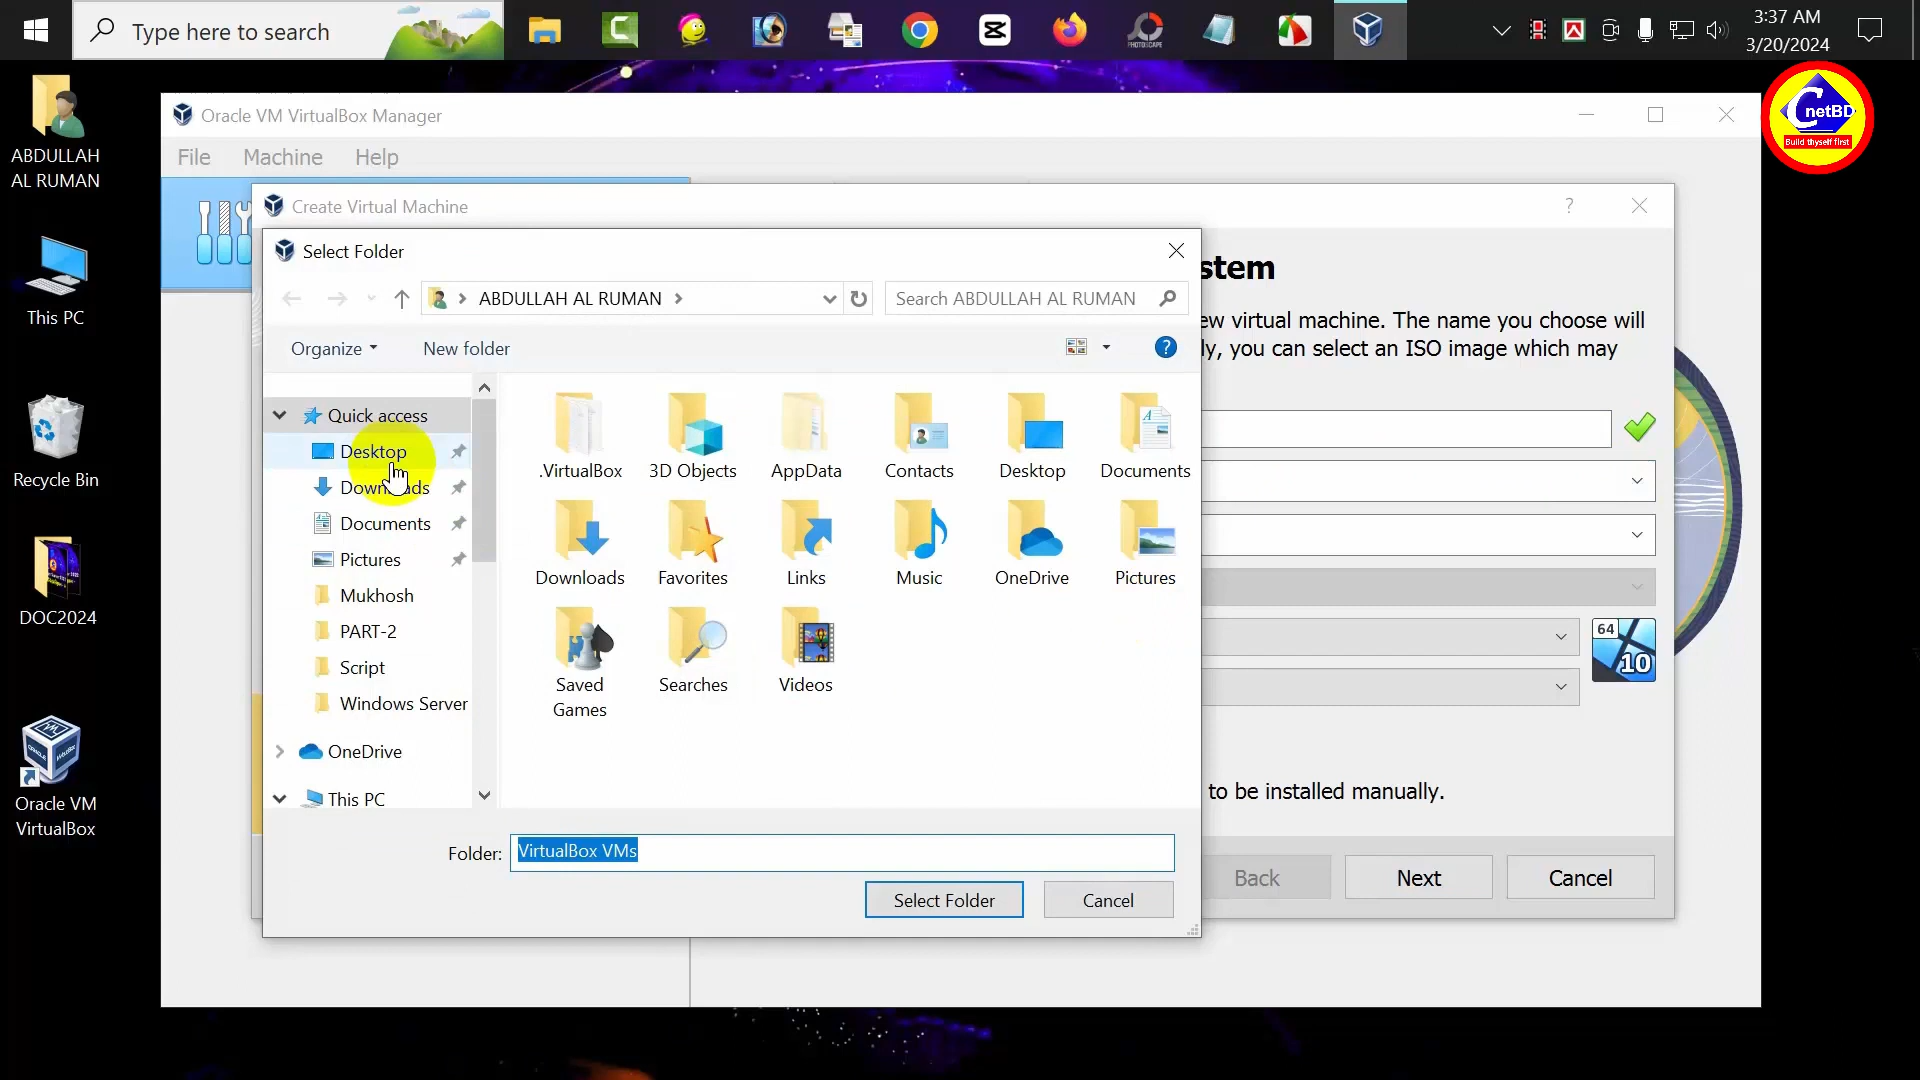 Type here to search
3:37 AM
3/20/2024
ABDULLAH
AL RUMAN
This PC
Recycle Bin
DOC2024
Oracle VM
VirtualBox
CnetBD
Build thyself first
Oracle VM VirtualBox Manager
File Machine Help
Create Virtual Machine
?
Select Folder
ABDULLAH AL RUMAN
Search ABDULLAH AL RUMAN
Organize New folder
?
Quick access
Desktop
Downloads
Documents
Pictures
Mukhosh
PART-2
Script
Windows Server
OneDrive
This PC
.VirtualBox 3D Objects AppData Contacts Desktop Documents
Downloads Favorites Links Music OneDrive Pictures
Saved
Games
Searches Videos
Folder: VirtualBox VMs
Select Folder Cancel
stem
ew virtual machine. The name you choose will
ly, you can select an ISO image which may
64
10
to be installed manually.
Back Next Cancel